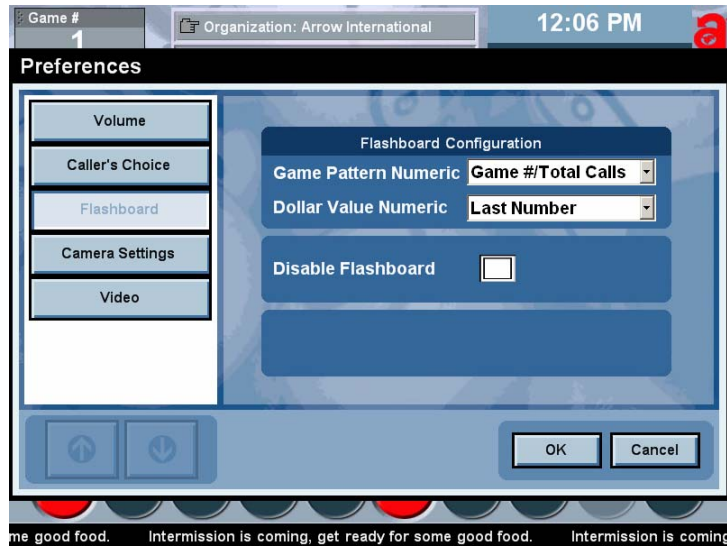 Game #
1
Organization: Arrow International
12:06 PM
a
Preferences
Volume
Caller's Choice
Flashboard
Camera Settings
Video
Flashboard Configuration
Game Pattern Numeric Game #/Total Calls
Dollar Value Numeric Last Number
Disable Flashboard
OK Cancel
me good food. Intermission is coming, get ready for some good food. Intermission is coming